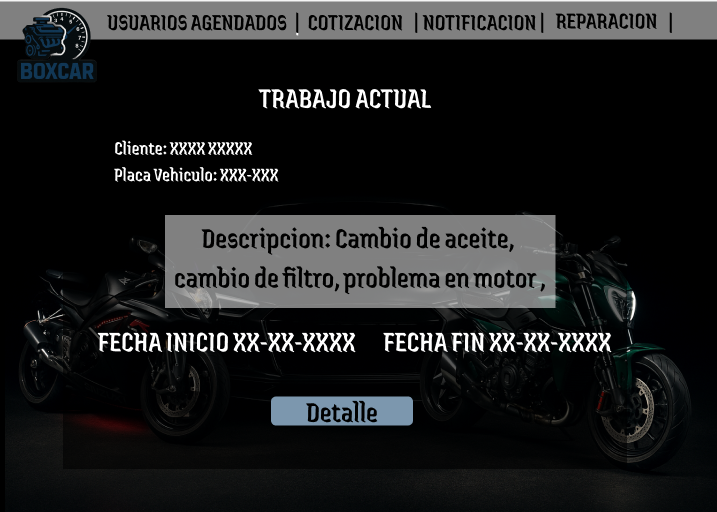 USUARIOS AGENDADOS | COTIZACION | NOTIFICACION | REPARACION |
BOXCAR
TRABAJO ACTUAL
Cliente: XXXX XXXXX
Placa Vehiculo: XXX-XXX
Descripcion: Cambio de aceite,
cambio de filtro, problema en motor ,
FECHA INICIO XX-XX-XXXX FECHA FIN XX-XX-XXXX
Detalle